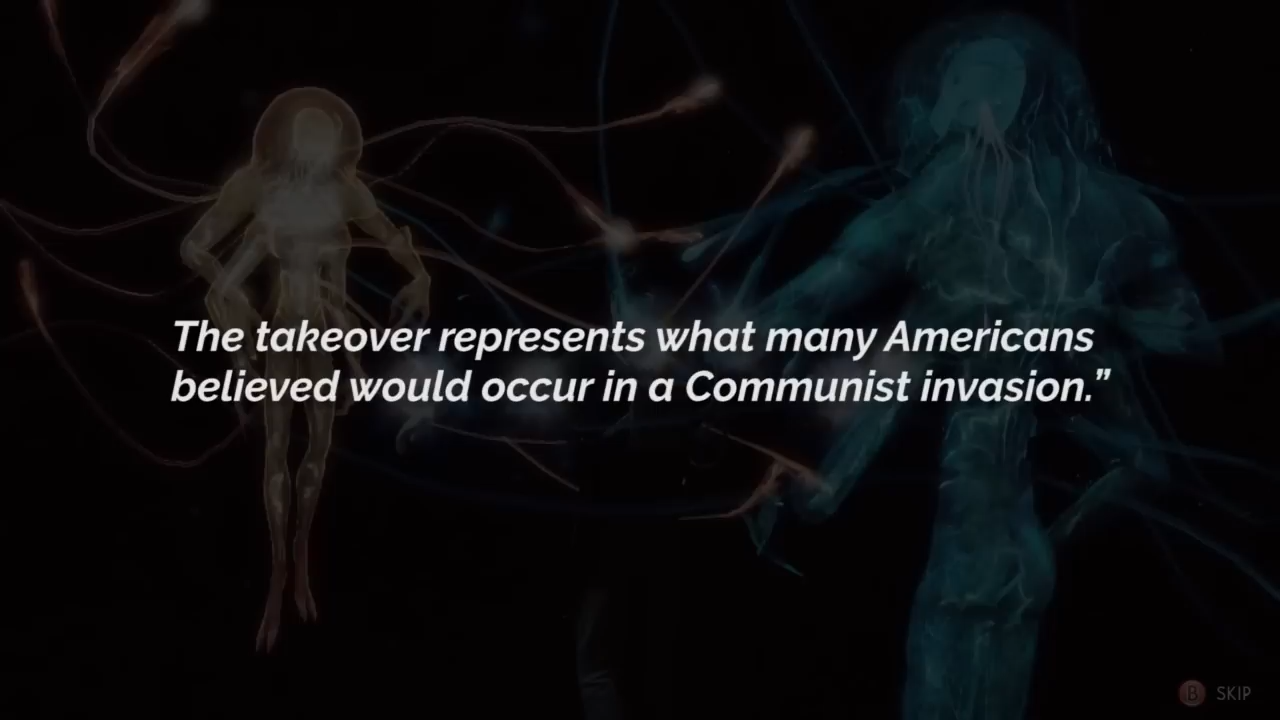 The takeover represents what many Americans
believed would occur in a Communist invasion.”
B SKIP